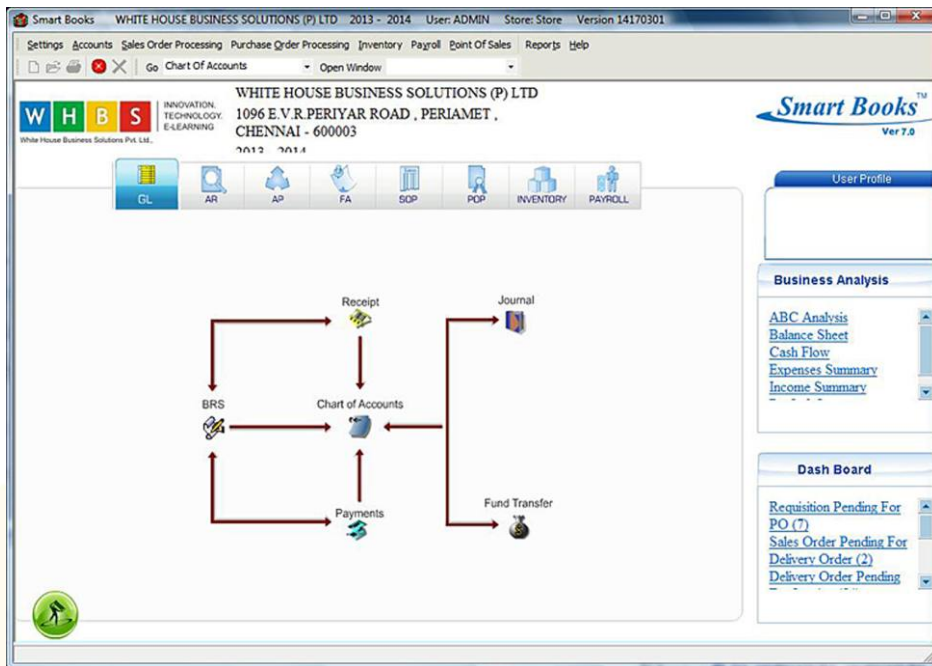 Smart Books WHITE HOUSE BUSINESS SOLUTIONS (P) LTD 2013 - 2014 User: ADMIN Store: Store Version 14170301
Settings Accounts Sales Order Processing Purchase Order Processing Inventory Payroll Point Of Sales Reports Help
Go Chart Of Accounts Open Window
W H B S
INNOVATION.
TECHNOLOGY.
E-LEARNING
White House Business Solutions Pvt. Ltd.,
WHITE HOUSE BUSINESS SOLUTIONS (P) LTD
1096 E.V.R.PERIYAR ROAD , PERIAMET ,
CHENNAI - 600003
2013 - 2014
Smart Books™
Ver 7.0
GL AR AP FA SOP POP INVENTORY PAYROLL
User Profile
Receipt
Journal
BRS
Chart of Accounts
Payments
Fund Transfer
Business Analysis
ABC Analysis
Balance Sheet
Cash Flow
Expenses Summary
Income Summary
Dash Board
Requisition Pending For
PO (7)
Sales Order Pending For
Delivery Order (2)
Delivery Order Pending